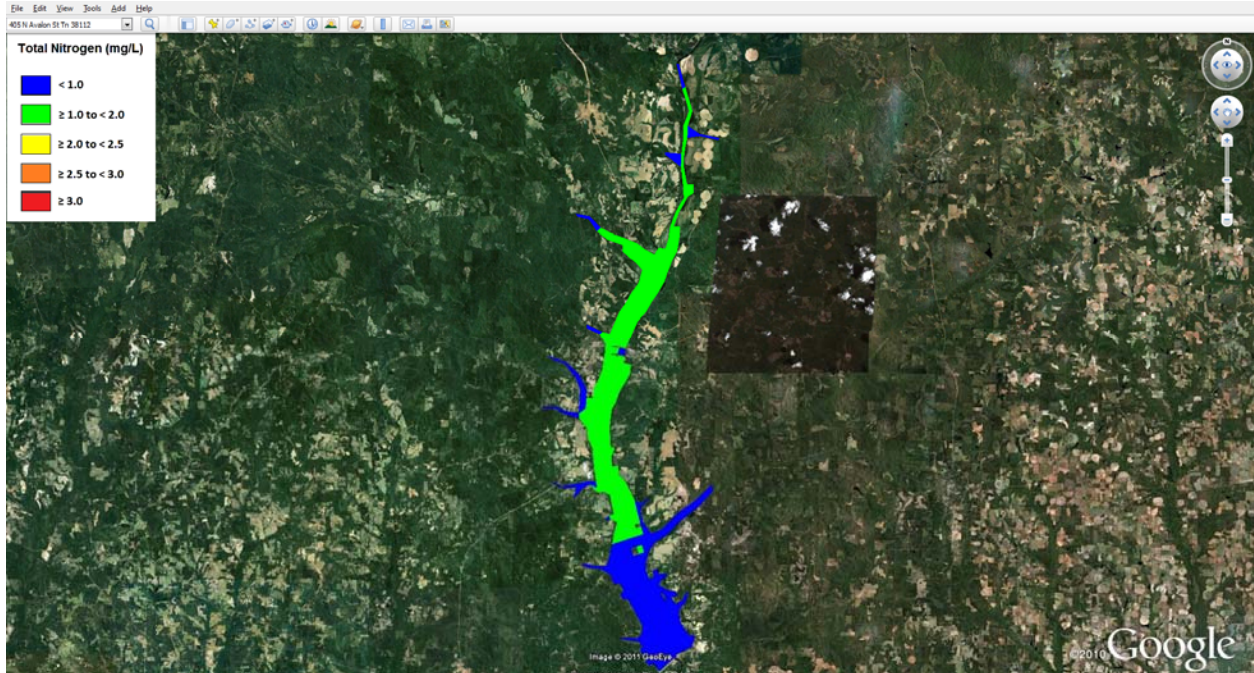 File Edit View Tools Add Help
405 N Avalon St Tn 38112
Total Nitrogen (mg/L)
< 1.0
≥ 1.0 to < 2.0
≥ 2.0 to < 2.5
≥ 2.5 to < 3.0
≥ 3.0
N
Image © 2011 GeoEye
©2010 Google